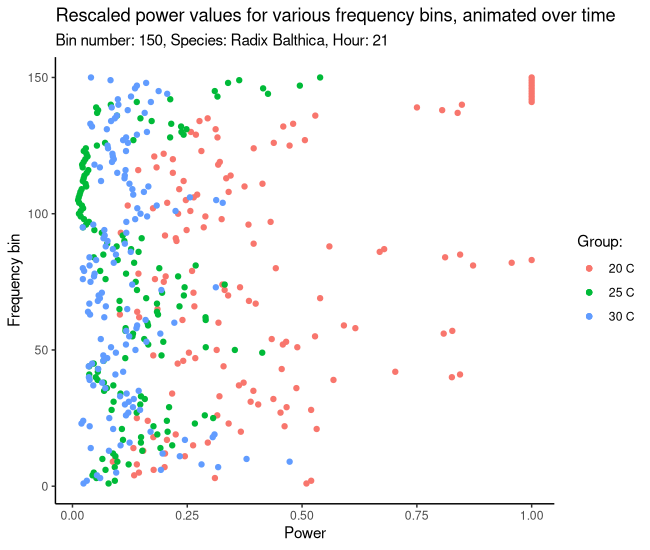 Rescaled power values for various frequency bins, animated over time
Bin number: 150, Species: Radix Balthica, Hour: 21
150
100
50
0
Frequency bin
0.00 0.25 0.50 0.75 1.00
Power
Group:
20 C
25 C
30 C